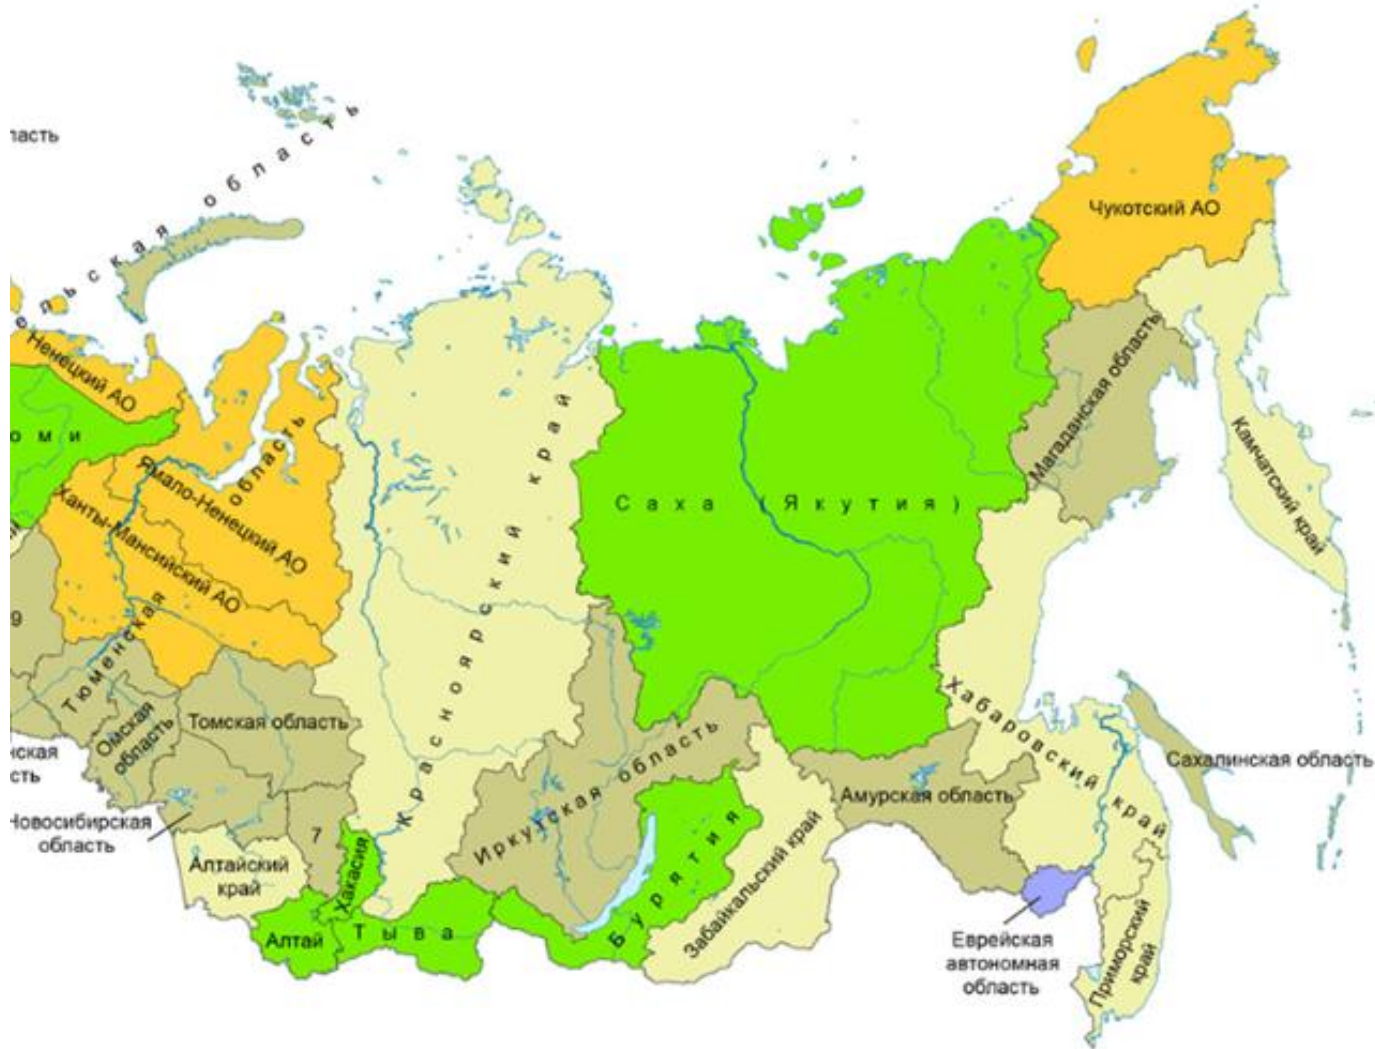 ласть
ельская область
Чукотский АО
Ненецкий АО
оми
Ямало-Ненецкий АО
Ханты-Мансийский АО
Тюменская область
Красноярский край
Саха (Якутия)
Магаданская область
Камчатский край
9
Омская
область
Томская область
нская
сть
Новосибирская
область
Алтайский
край
7
Хакасия
Алтай
Тыва
Иркутская область
Бурятия
Забайкальский край
Амурская область
Хабаровский край
Сахалинская область
Еврейская
автономная
область
Приморский
край